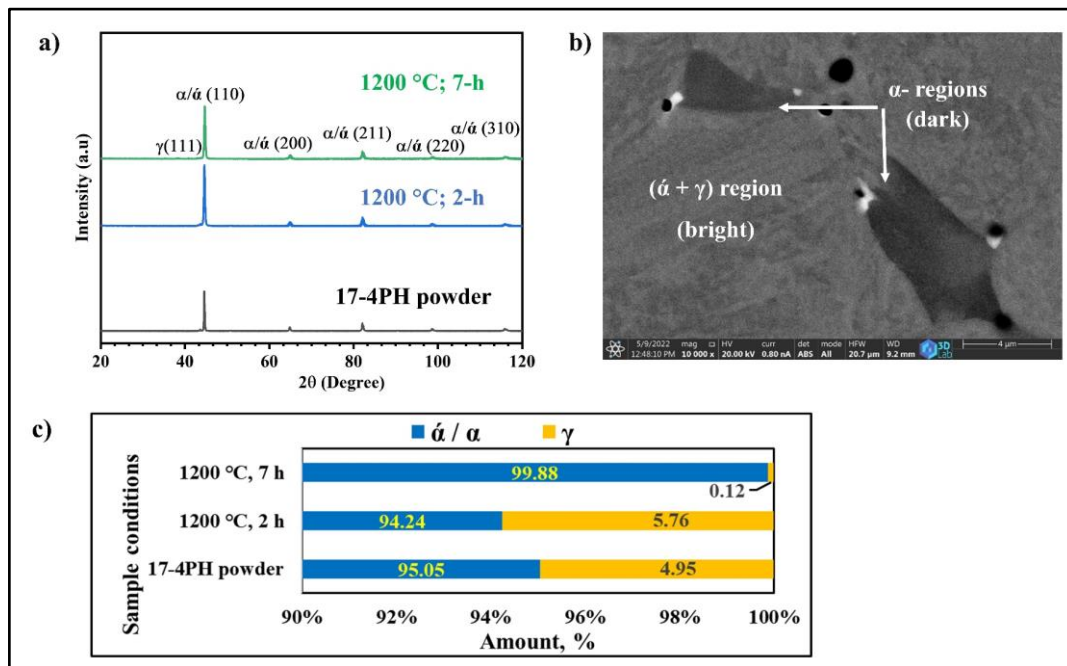 a)
1200 °C; 7-h
α/ά (110)
γ(111)
α/ά (200)
α/ά (211)
α/ά (220)
α/ά (310)
1200 °C; 2-h
17-4PH powder
Intensity (a.u)
20 40 60 80 100 120
2θ (Degree)
b)
α- regions
(dark)
(ά + γ) region
(bright)
5/9/2022 mag HV curr det mode HFW WD
12:48:10 PM 10 000 x 20.00 kV 0.80 nA ABS All 20.7 µm 9.2 mm
3D
Lab
4 µm
c)
ά / α γ
Sample conditions
1200 °C, 7 h 99.88 0.12
1200 °C, 2 h 94.24 5.76
17-4PH powder 95.05 4.95
90% 92% 94% 96% 98% 100%
Amount, %